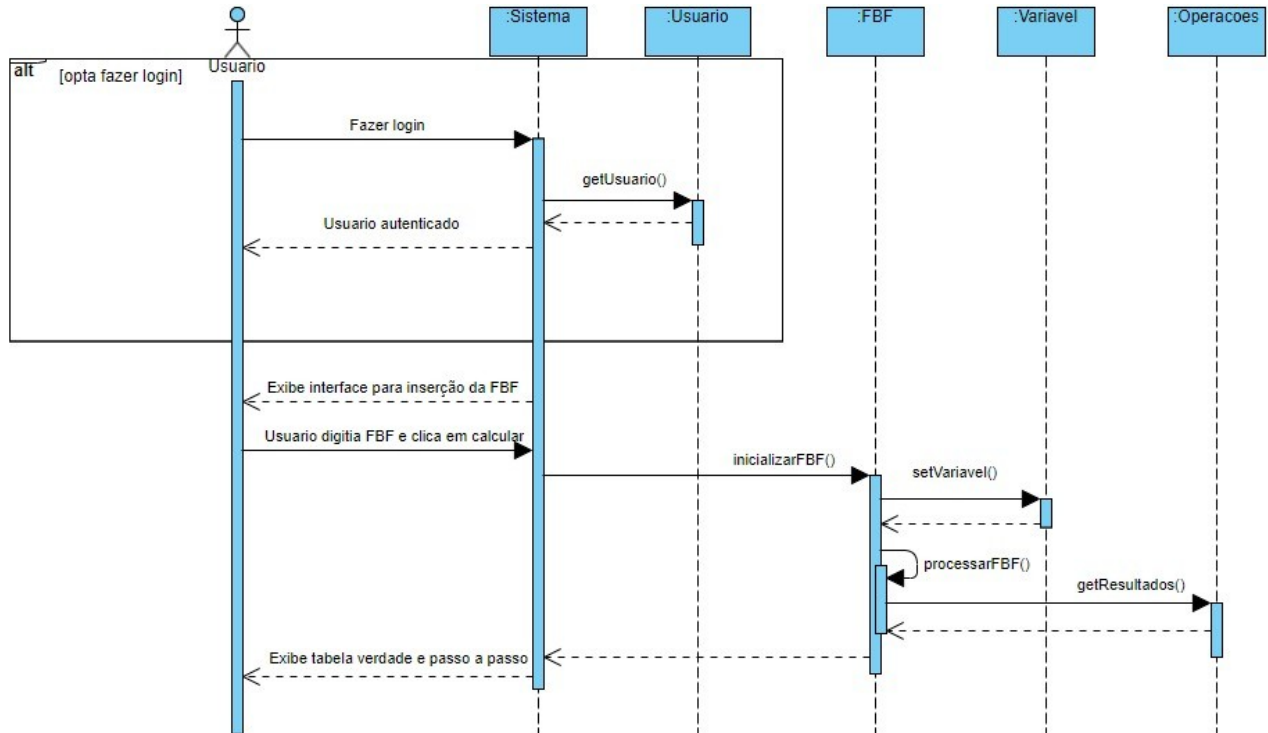 :Sistema
:Usuario
:FBF
:Variavel
:Operacoes
Usuario
alt
[opta fazer login]
Fazer login
getUsuario()
Usuario autenticado
Exibe interface para inserção da FBF
Usuario digitia FBF e clica em calcular
inicializarFBF()
setVariavel()
processarFBF()
getResultados()
Exibe tabela verdade e passo a passo